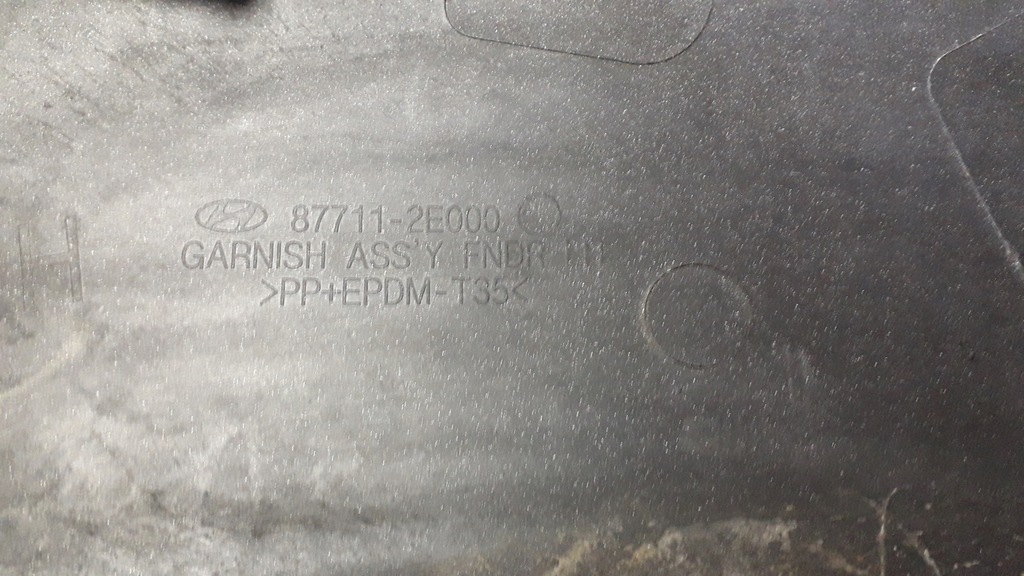 87711-2E000
GARNISH ASS'Y FNDR
>PP+EPDM-T35<